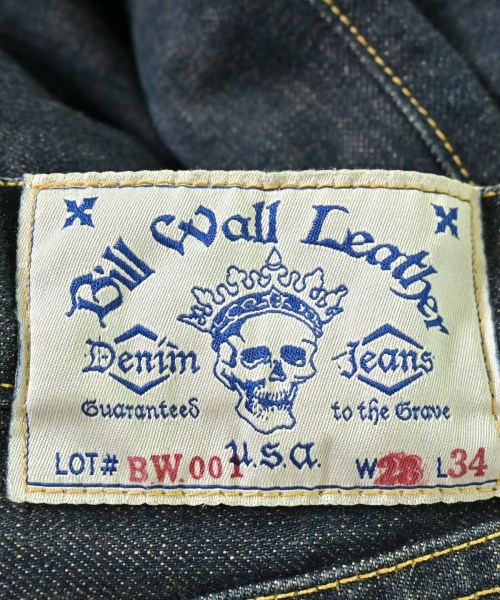 Bill Wall Leather
Denim Jeans
Guaranteed to the Grave
U.S.A.
LOT# BW.001 W28 L34